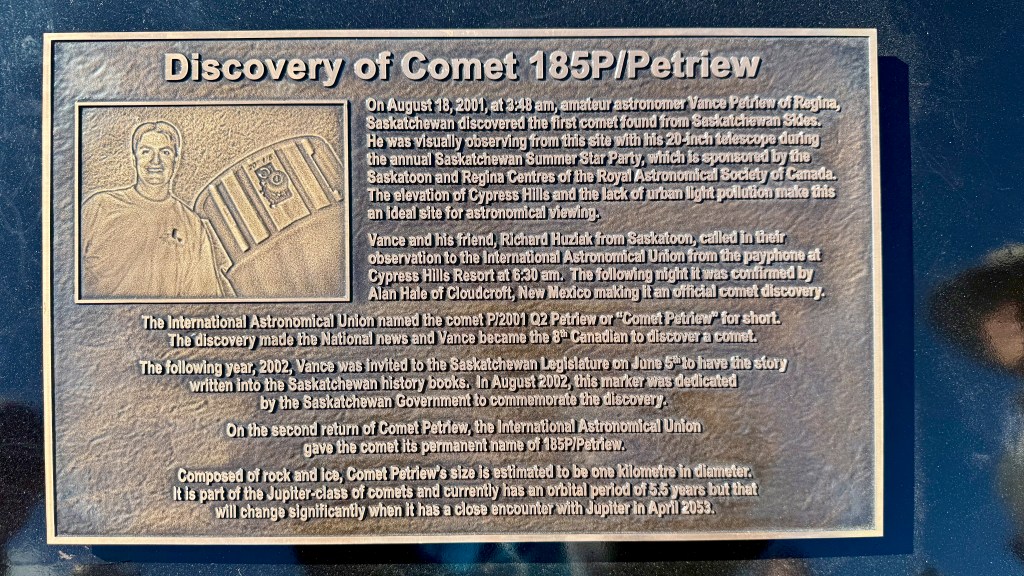 Discovery of Comet 185P/Petriew
On August 18, 2001, at 3:48 am, amateur astronomer Vance Petriew of Regina,
Saskatchewan discovered the first comet found from Saskatchewan Skies.
He was visually observing from this site with his 20-inch telescope during
the annual Saskatchewan Summer Star Party, which is sponsored by the
Saskatoon and Regina Centres of the Royal Astronomical Society of Canada.
The elevation of Cypress Hills and the lack of urban light pollution make this
an ideal site for astronomical viewing.
Vance and his friend, Richard Huziak from Saskatoon, called in their
observation to the International Astronomical Union from the payphone at
Cypress Hills Resort at 6:30 am. The following night it was confirmed by
Alan Hale of Cloudcroft, New Mexico making it an official comet discovery.
The International Astronomical Union named the comet P/2001 Q2 Petriew or "Comet Petriew" for short.
The discovery made the National news and Vance became the 8th Canadian to discover a comet.
The following year, 2002, Vance was invited to the Saskatchewan Legislature on June 5th to have the story
written into the Saskatchewan history books. In August 2002, this marker was dedicated
by the Saskatchewan Government to commemorate the discovery.
On the second return of Comet Petriew, the International Astronomical Union
gave the comet its permanent name of 185P/Petriew.
Composed of rock and ice, Comet Petriew's size is estimated to be one kilometre in diameter.
It is part of the Jupiter-class of comets and currently has an orbital period of 5.5 years but that
will change significantly when it has a close encounter with Jupiter in April 2053.